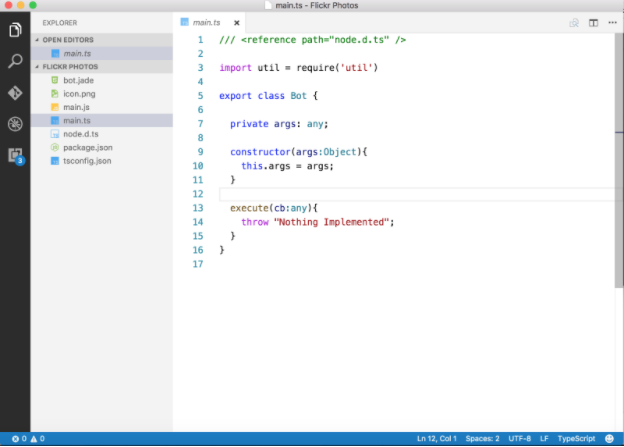 main.ts - Flickr Photos
EXPLORER
OPEN EDITORS
main.ts
FLICKR PHOTOS
bot.jade
icon.png
main.js
main.ts
node.d.ts
package.json
tsconfig.json
3
main.ts ×
1 /// <reference path="node.d.ts" />
2
3 import util = require('util')
4
5 export class Bot {
6
7 private args: any;
8
9 constructor(args:Object){
10 this.args = args;
11 }
12
13 execute(cb:any){
14 throw "Nothing Implemented";
15 }
16 }
17
0 0 Ln 12, Col 1 Spaces: 2 UTF-8 LF TypeScript